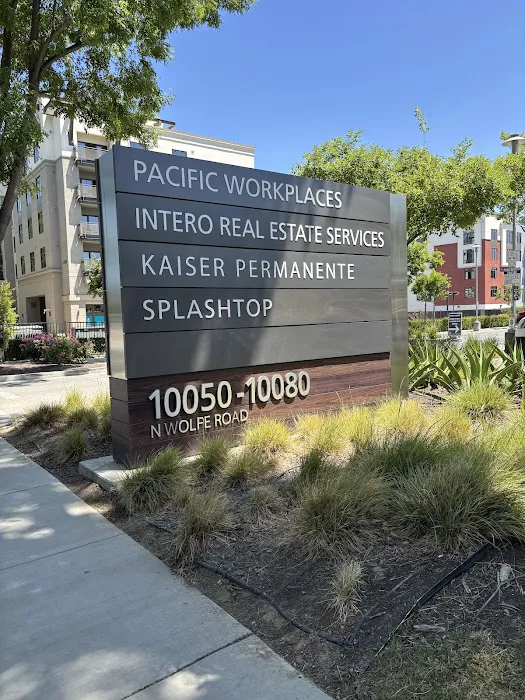 PACIFIC WORKPLACES
INTERO REAL ESTATE SERVICES
KAISER PERMANENTE
SPLASHTOP
10050 - 10080
N WOLFE ROAD